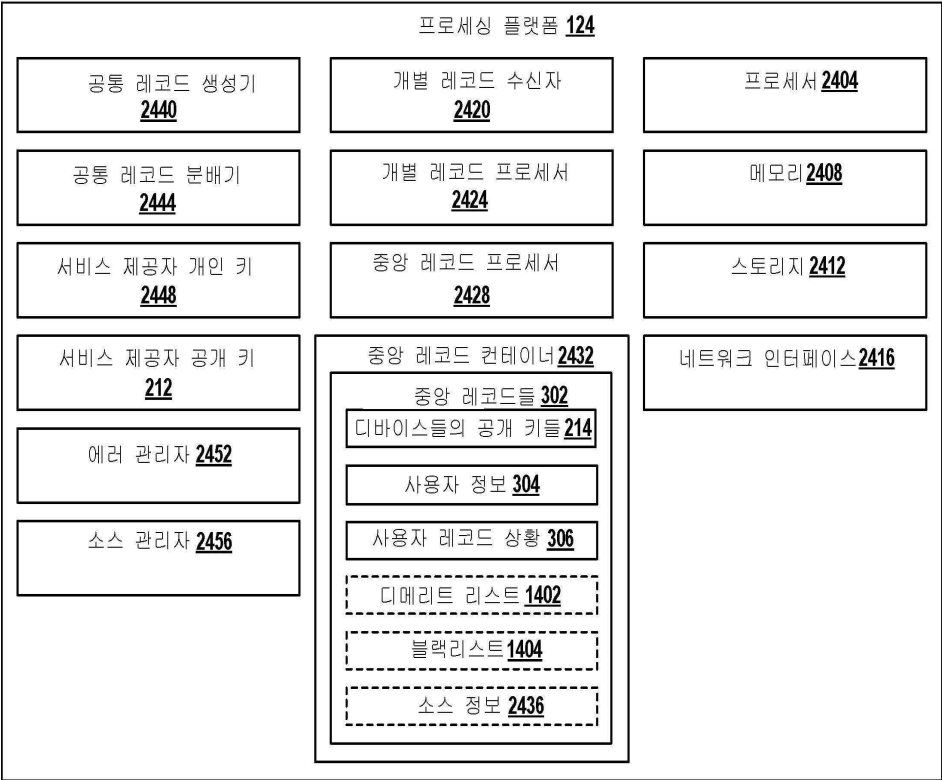 프로세싱 플랫폼 124
공통 레코드 생성기
2440
공통 레코드 분배기
2444
서비스 제공자 개인 키
2448
서비스 제공자 공개 키
212
에러 관리자 2452
소스 관리자 2456
개별 레코드 수신자
2420
개별 레코드 프로세서
2424
중앙 레코드 프로세서
2428
중앙 레코드 컨테이너 2432
중앙 레코드들 302
디바이스들의 공개 키들 214
사용자 정보 304
사용자 레코드 상황 306
디메리트 리스트 1402
블랙리스트 1404
소스 정보 2436
프로세서 2404
메모리 2408
스토리지 2412
네트워크 인터페이스 2416